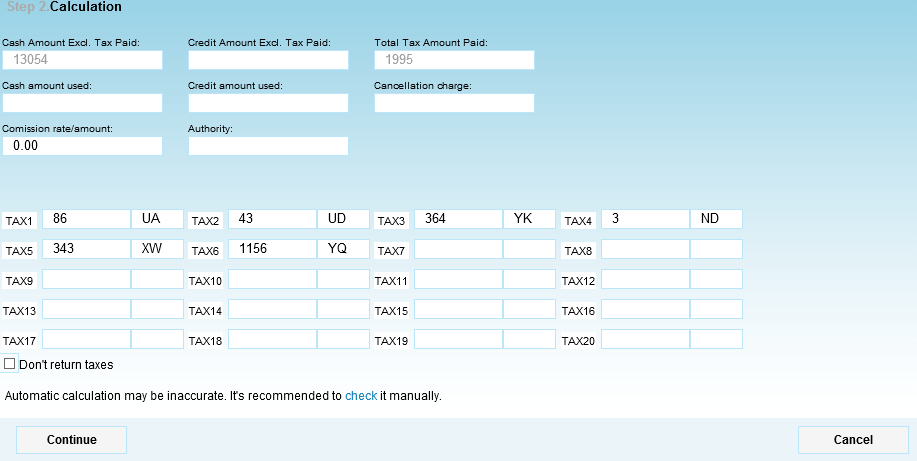 Step 2.Calculation
Cash Amount Excl. Tax Paid: Credit Amount Excl. Tax Paid: Total Tax Amount Paid:
13054 1995
Cash amount used: Credit amount used: Cancellation charge:
Comission rate/amount: Authority:
0.00
TAX1 86 UA TAX2 43 UD TAX3 364 YK TAX4 3 ND
TAX5 343 XW TAX6 1156 YQ TAX7 TAX8
TAX9 TAX10 TAX11 TAX12
TAX13 TAX14 TAX15 TAX16
TAX17 TAX18 TAX19 TAX20
Don't return taxes
Automatic calculation may be inaccurate. It's recommended to check it manually.
Continue Cancel